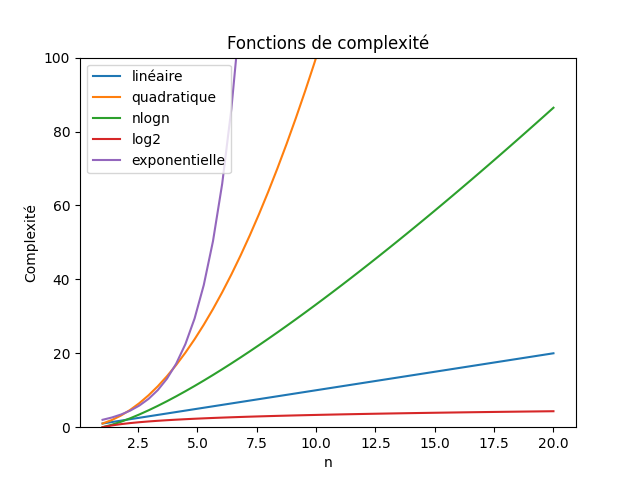 Fonctions de complexité
linéaire
quadratique
nlogn
log2
exponentielle
Complexité
100
80
60
40
20
0
2.5 5.0 7.5 10.0 12.5 15.0 17.5 20.0
n